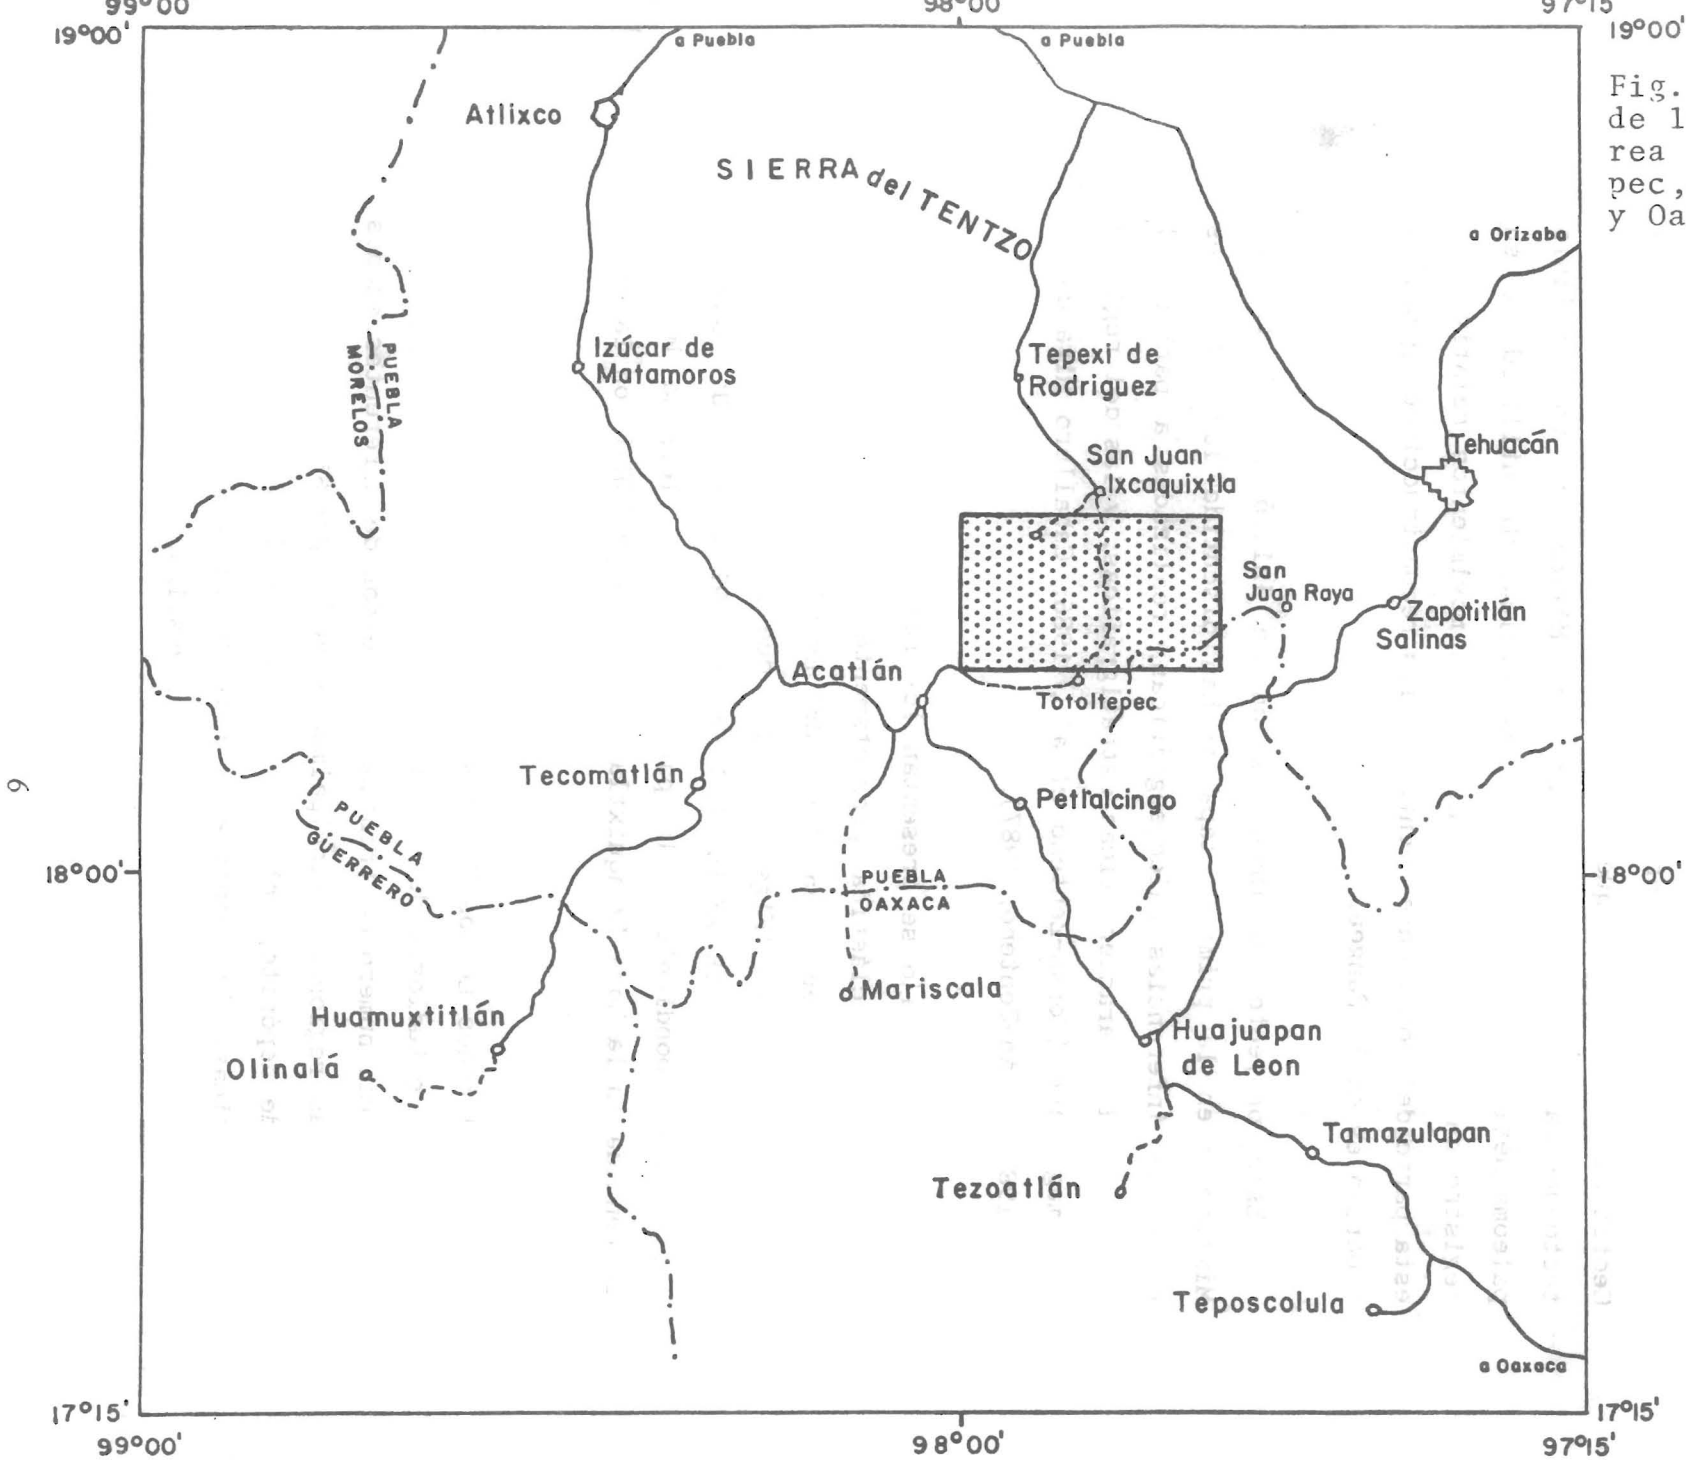 99°00'
98°00'
97°15'
19°00'
19°00'
a Puebla
a Puebla
Fig.
de l
rea
pec,
y Oa
Atlixco
SIERRA del TENTZO
a Orizaba
Izúcar de
Matamoros
PUEBLA
MORELOS
Tepexi de
Rodriguez
Tehuacán
San Juan
Ixcaquixtla
San
Juan Raya
Zapotitlán
Salinas
Acatlán
Totoltepec
Tecomatlán
Petlalcingo
PUEBLA
GUERRERO
18°00'
18°00'
PUEBLA
OAXACA
Mariscala
Huamuxtitlán
Olinalá
Huajuapan
de Leon
Tamazulapan
Tezoatlán
Teposcolula
a Oaxaca
17°15'
17°15'
99°00'
98°00'
97°15'
6